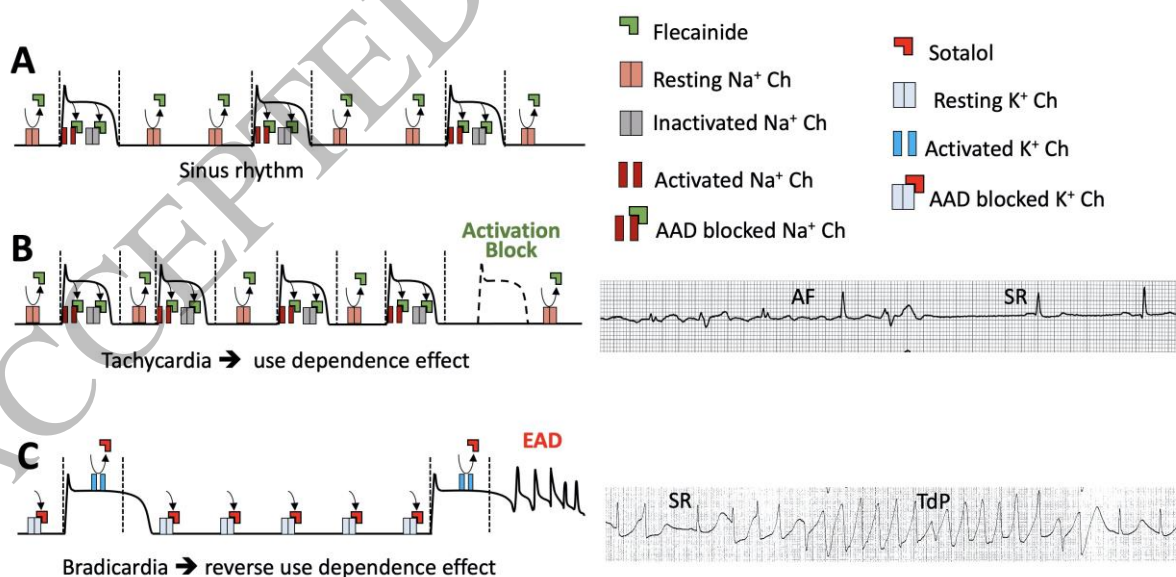 ACCEPTED
A
Sinus rhythm
B
Activation
Block
Tachycardia ➔ use dependence effect
C
EAD
Bradicardia ➔ reverse use dependence effect
Flecainide
Resting Na⁺ Ch
Inactivated Na⁺ Ch
Activated Na⁺ Ch
AAD blocked Na⁺ Ch
Sotalol
Resting K⁺ Ch
Activated K⁺ Ch
AAD blocked K⁺ Ch
AF SR
SR TdP